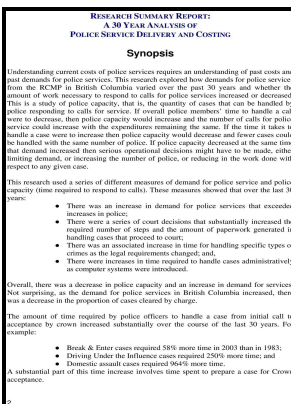 RESEARCH SUMMARY REPORT:
A 30 YEAR ANALYSIS OF
POLICE SERVICE DELIVERY AND COSTING
Synopsis
Understanding current costs of police services requires an understanding of past costs and
past demands for police services. This research explored how demands for police services
from the RCMP in British Columbia varied over the past 30 years and whether the
amount of work necessary to respond to calls for police services increased or decreased.
This is a study of police capacity, that is, the quantity of cases that can be handled by
police responding to calls for service. If overall police members' time to handle a call
were to decrease, then police capacity would increase and the number of calls for police
service could increase with the expenditures remaining the same. If the time it takes to
handle a case were to increase then police capacity would decrease and fewer cases could
be handled with the same number of police. If police capacity decreased at the same time
that demand increased then serious operational decisions might have to be made, either
limiting demand, or increasing the number of police, or reducing in the work done with
respect to any given case.
This research used a series of different measures of demand for police service and police
capacity (time required to respond to calls). These measures showed that over the last 30
years:
● There was an increase in demand for police services that exceeded
increases in police;
● There were a series of court decisions that substantially increased the
required number of steps and the amount of paperwork generated in
handling cases that proceed to court;
● There was an associated increase in time for handling specific types of
crimes as the legal requirements changed; and,
● There were increases in time required to handle cases administratively
as computer systems were introduced.
Overall, there was a decrease in police capacity and an increase in demand for services.
Not surprising, as the demand for police services in British Columbia increased, there
was a decrease in the proportion of cases cleared by charge.
The amount of time required by police officers to handle a case from initial call to
acceptance by crown increased substantially over the course of the last 30 years. For
example:
● Break & Enter cases required 58% more time in 2003 than in 1983;
● Driving Under the Influence cases required 250% more time; and
● Domestic assault cases required 964% more time.
A substantial part of this time increase involves time spent to prepare a case for Crown
acceptance.
2